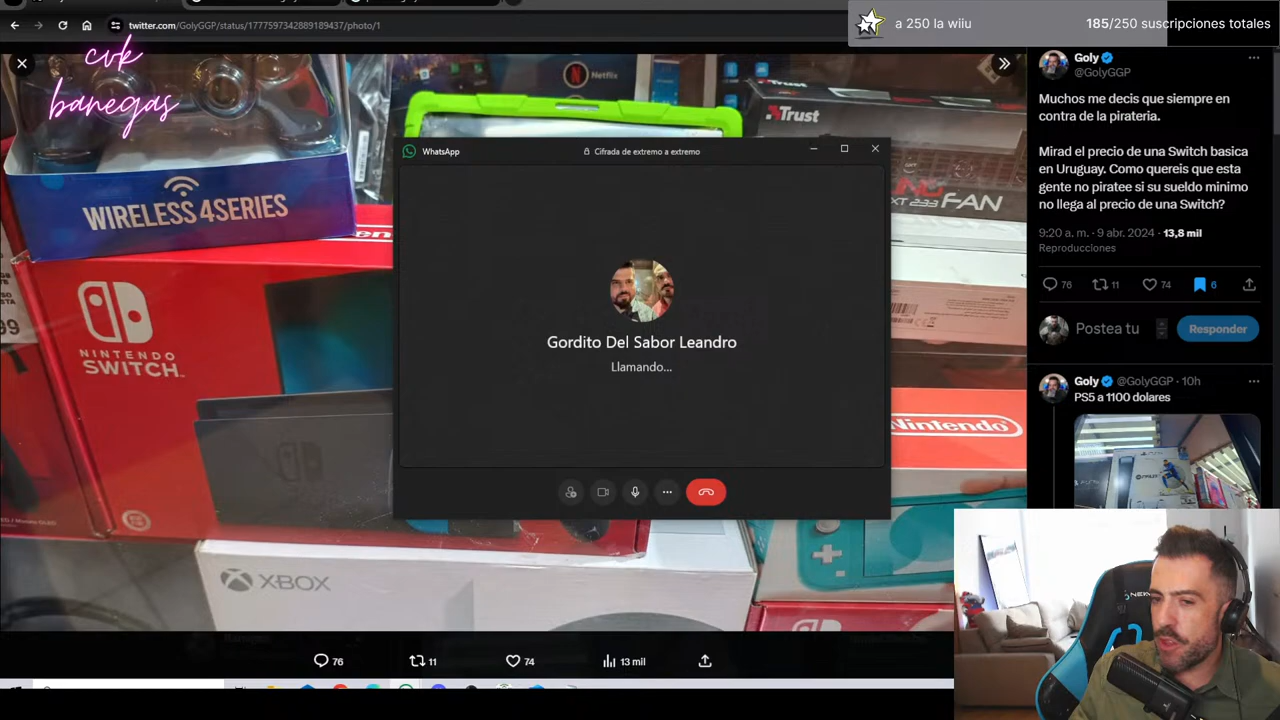 twitter.com/GolyGGP/status/1777597342889189437/photo/1
a 250 la wiiu
185/250 suscripciones totales
cvk
banegas
Netflix
Trust
WIRELESS 4SERIES
XT 233 FAN
NINTENDO
SWITCH
Nintendo
XBOX
WhatsApp
Cifrada de extremo a extremo
Gordito Del Sabor Leandro
Llamando...
Goly
@GolyGGP
Muchos me decis que siempre en
contra de la pirateria.
Mirad el precio de una Switch basica
en Uruguay. Como quereis que esta
gente no piratee si su sueldo minimo
no llega al precio de una Switch?
9:20 a. m. · 9 abr. 2024 · 13,8 mil
Reproducciones
76
11
74
6
Postea tu
Responder
Goly @GolyGGP · 10h
PS5 a 1100 dolares
76
11
74
13 mil